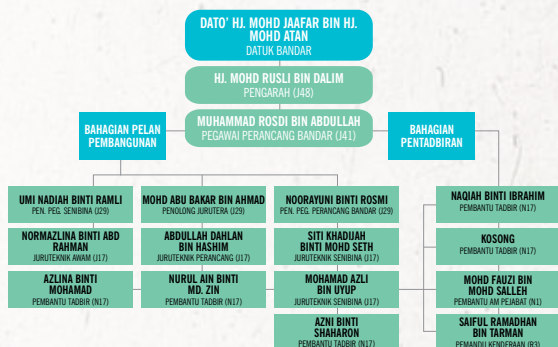 DATO' HJ. MOHD JAAFAR BIN HJ.
MOHD ATAN
DATUK BANDAR
HJ. MOHD RUSLI BIN DALIM
PENGARAH (J48)
MUHAMMAD ROSDI BIN ABDULLAH
PEGAWAI PERANCANG BANDAR (J41)
BAHAGIAN PELAN
PEMBANGUNAN
BAHAGIAN
PENTADBIRAN
UMI NADIAH BINTI RAMLI
PEN. PEG. SENIBINA (J29)
NORMAZLINA BINTI ABD
RAHMAN
JURUTEKNIK AWAM (J17)
AZLINA BINTI
MOHAMAD
PEMBANTU TADBIR (N17)
MOHD ABU BAKAR BIN AHMAD
PENOLONG JURUTERA (J29)
ABDULLAH DAHLAN
BIN HASHIM
JURUTEKNIK PERANCANG (J17)
NURUL AIN BINTI
MD. ZIN
PEMBANTU TADBIR (N17)
NOORAYUNI BINTI ROSMI
PEN. PEG. PERANCANG BANDAR (J29)
SITI KHADIJAH
BINTI MOHD SETH
JURUTEKNIK SENIBINA (J17)
MOHAMAD AZLI
BIN UYUP
JURUTEKNIK SENIBINA (J17)
AZNI BINTI
SHAHARON
PEMBANTU TADBIR (N17)
NAQIAH BINTI IBRAHIM
PEMBANTU TADBIR (N17)
KOSONG
PEMBANTU TADBIR (N17)
MOHD FAUZI BIN
MOHD SALLEH
PEMBANTU AM PEJABAT (N1)
SAIFUL RAMADHAN
BIN TARMAN
PEMANDU KENDERAAN (R3)